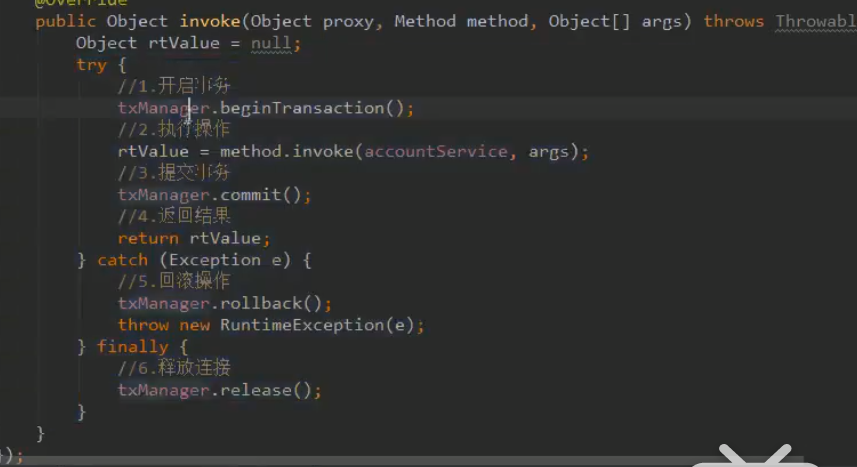 @Override
public Object invoke(Object proxy, Method method, Object[] args) throws Throwabl
Object rtValue = null;
try {
//1.开启事务
txManager.beginTransaction();
//2.执行操作
rtValue = method.invoke(accountService, args);
//3.提交事务
txManager.commit();
//4.返回结果
return rtValue;
} catch (Exception e) {
//5.回滚操作
txManager.rollback();
throw new RuntimeException(e);
} finally {
//6.释放连接
txManager.release();
}
}
});